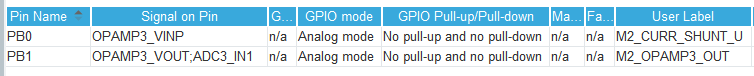 Pin Name Signal on Pin G... GPIO mode GPIO Pull-up/Pull-down Ma... Fa... User Label
PB0 OPAMP3_VINP n/a Analog mode No pull-up and no pull-down n/a n/a M2_CURR_SHUNT_U
PB1 OPAMP3_VOUT;ADC3_IN1 n/a Analog mode No pull-up and no pull-down n/a n/a M2_OPAMP3_OUT